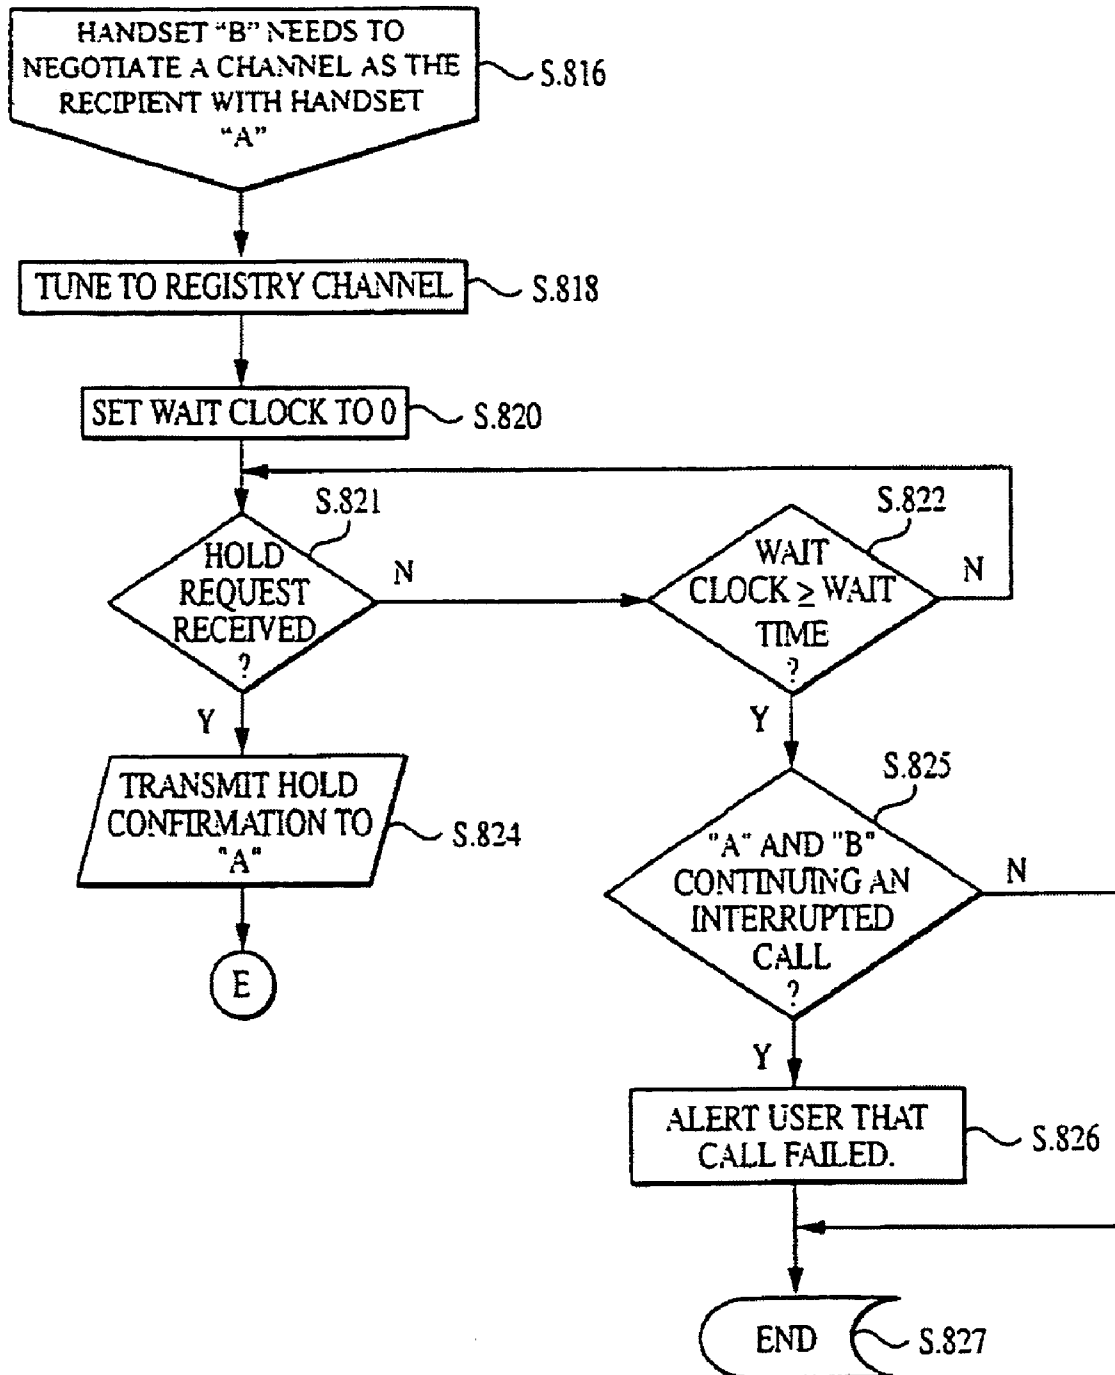 HANDSET "B" NEEDS TO
NEGOTIATE A CHANNEL AS THE
RECIPIENT WITH HANDSET
"A"
S.816
TUNE TO REGISTRY CHANNEL
S.818
SET WAIT CLOCK TO 0
S.820
S.821
HOLD
REQUEST
RECEIVED
?
N
Y
S.822
WAIT
CLOCK ≥ WAIT
TIME
?
N
Y
TRANSMIT HOLD
CONFIRMATION TO
"A"
S.824
E
S.825
"A" AND "B"
CONTINUING AN
INTERRUPTED
CALL
?
N
Y
ALERT USER THAT
CALL FAILED.
S.826
END
S.827